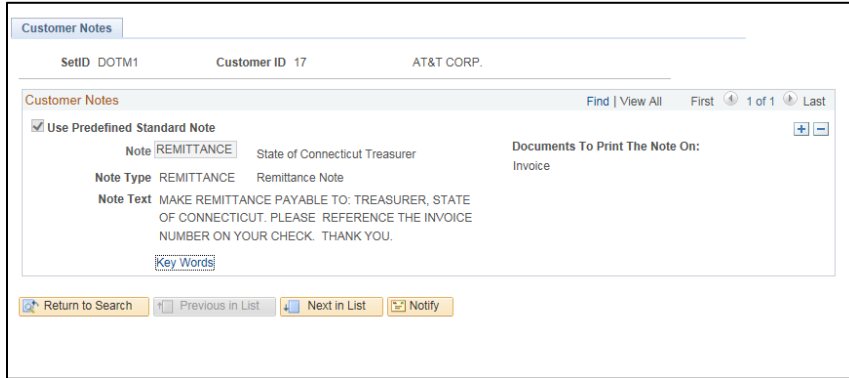 Customer Notes
SetID DOTM1 Customer ID 17 AT&T CORP.
Customer Notes Find | View All First 1 of 1 Last
Use Predefined Standard Note
Documents To Print The Note On:
Note REMITTANCE State of Connecticut Treasurer
Invoice
Note Type REMITTANCE Remittance Note
Note Text MAKE REMITTANCE PAYABLE TO: TREASURER, STATE
OF CONNECTICUT. PLEASE REFERENCE THE INVOICE
NUMBER ON YOUR CHECK. THANK YOU.
Key Words
Return to Search Previous in List Next in List Notify